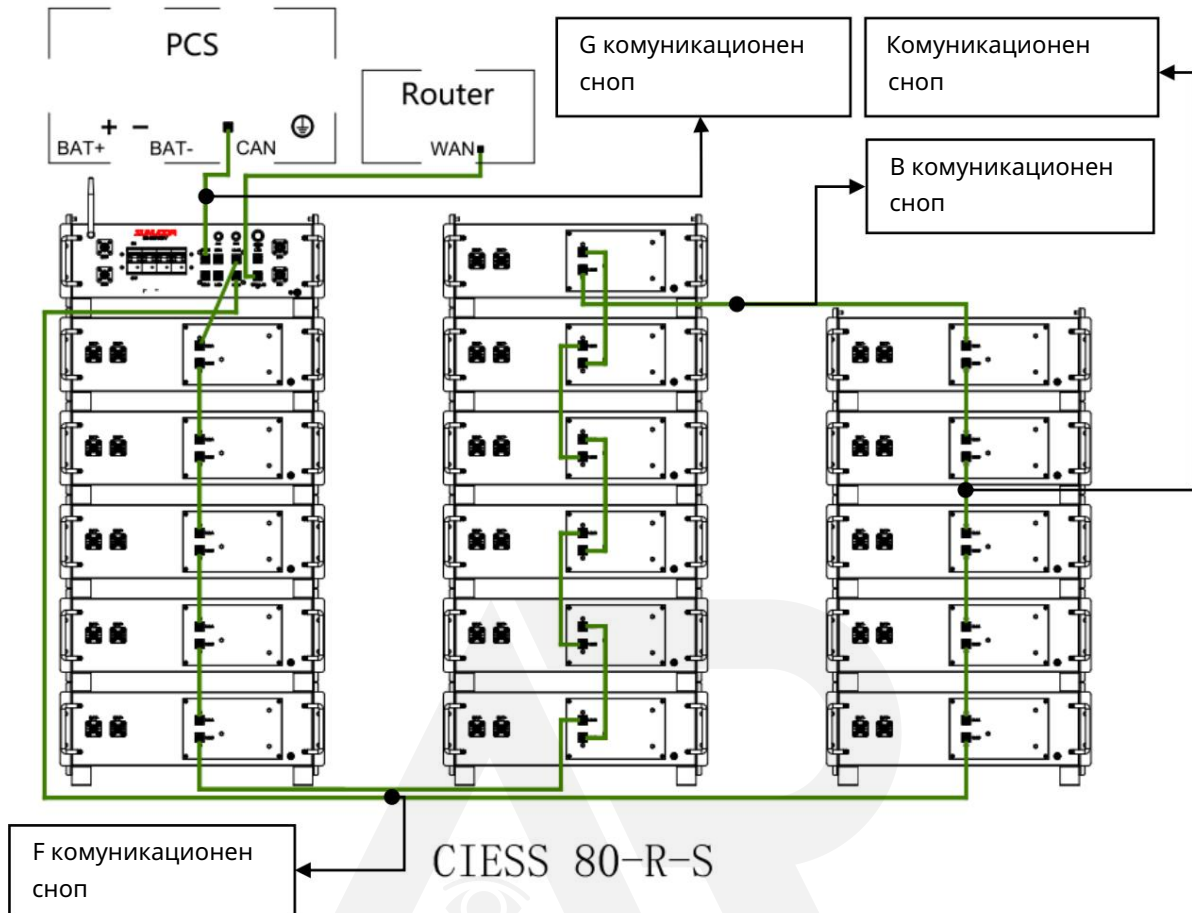 PCS
BAT+
+ −
BAT-
CAN
Router
WAN
G комуникационен
сноп
Комуникационен
сноп
B комуникационен
сноп
F комуникационен
сноп
CIESS 80-R-S